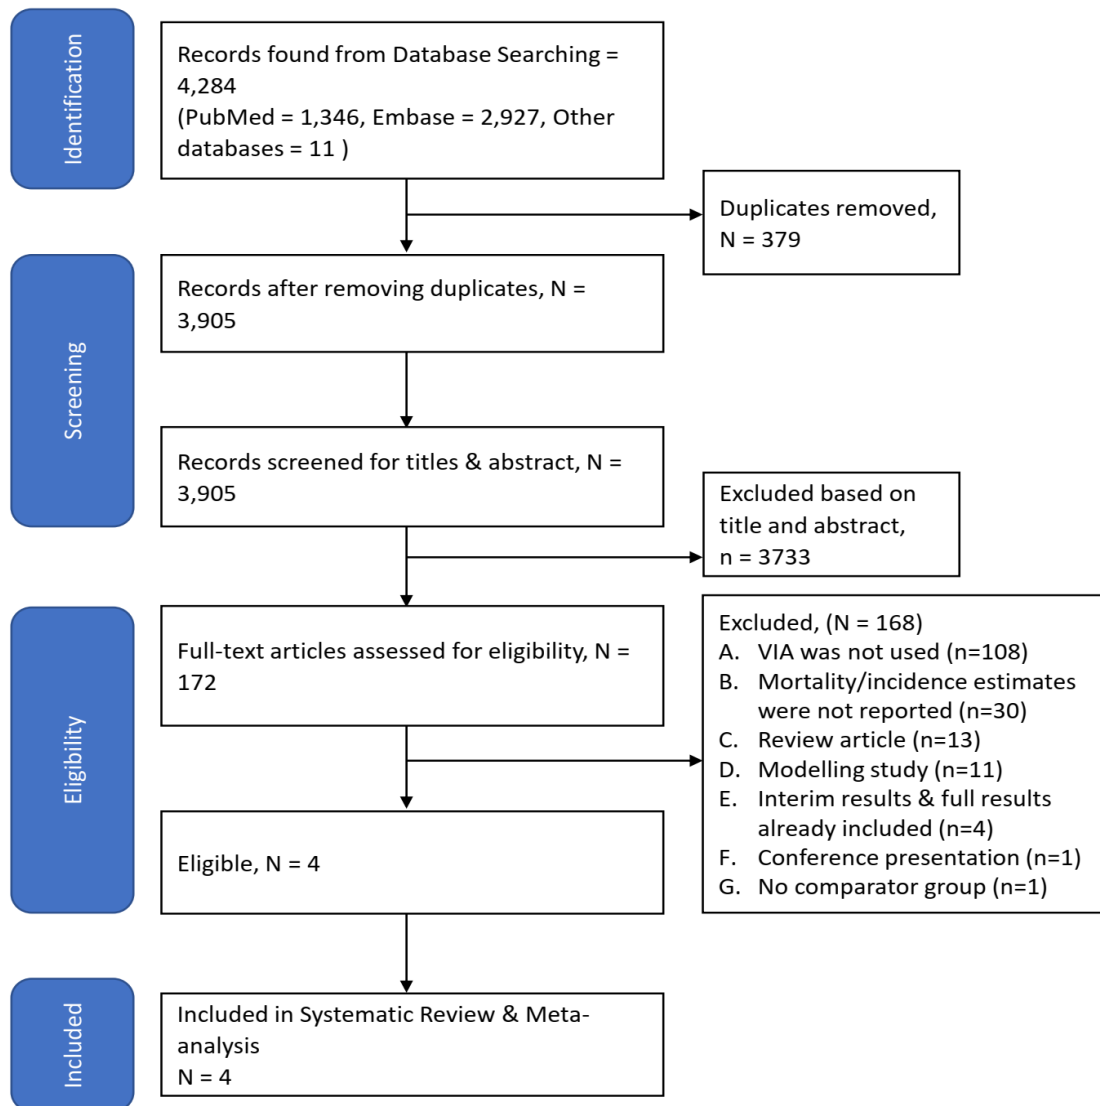 Identification
Records found from Database Searching =
4,284
(PubMed = 1,346, Embase = 2,927, Other
databases = 11 )
Duplicates removed,
N = 379
Screening
Records after removing duplicates, N =
3,905
Records screened for titles & abstract, N =
3,905
Excluded based on
title and abstract,
n = 3733
Eligibility
Full-text articles assessed for eligibility, N =
172
Excluded, (N = 168)
A. VIA was not used (n=108)
B. Mortality/incidence estimates
were not reported (n=30)
C. Review article (n=13)
D. Modelling study (n=11)
E. Interim results & full results
already included (n=4)
F. Conference presentation (n=1)
G. No comparator group (n=1)
Eligible, N = 4
Included
Included in Systematic Review & Meta-
analysis
N = 4